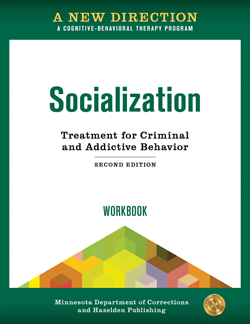 A NEW DIRECTION
A COGNITIVE-BEHAVIORAL THERAPY PROGRAM
Socialization
Treatment for Criminal
and Addictive Behavior
SECOND EDITION
WORKBOOK
Minnesota Department of Corrections
and Hazelden Publishing